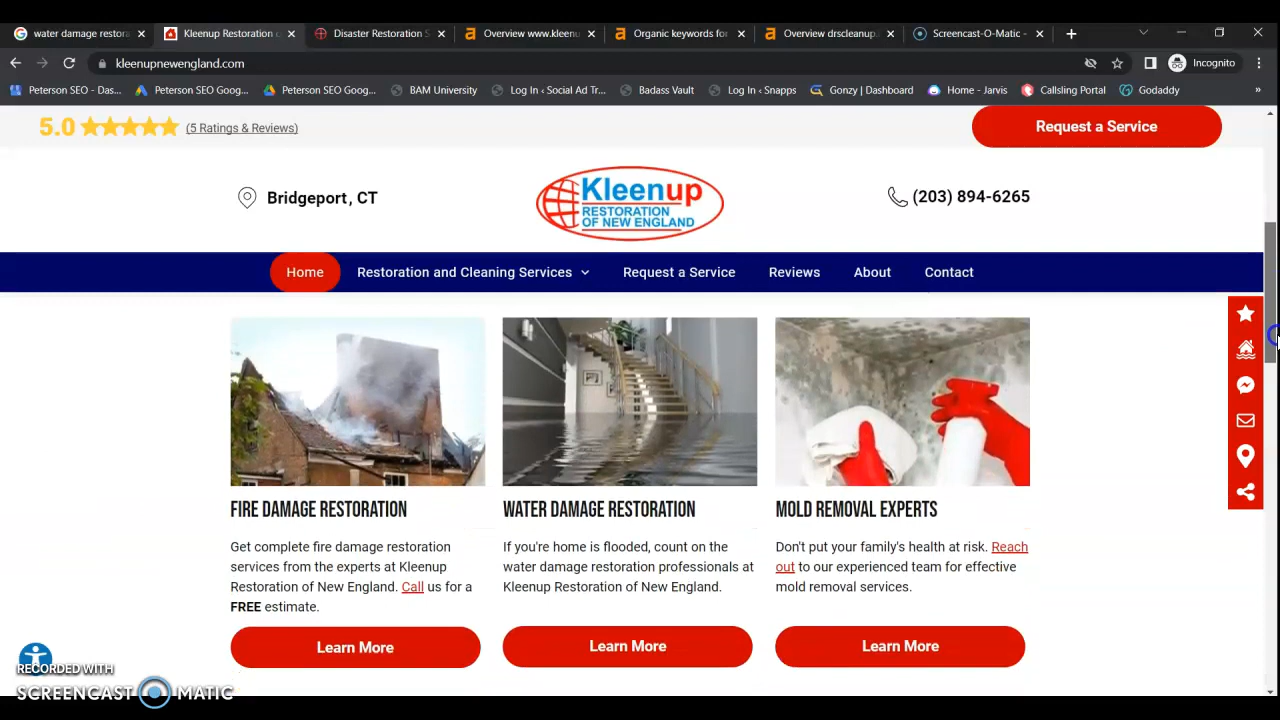 water damage restora
Kleenup Restoration o
Disaster Restoration S
Overview www.kleenu
Organic keywords for
Overview drscleanup.
Screencast-O-Matic -
kleenupnewengland.com
Incognito
Peterson SEO - Das...
Peterson SEO Goog...
Peterson SEO Goog...
BAM University
Log In ‹ Social Ad Tr...
Badass Vault
Log In ‹ Snapps
Gonzy | Dashboard
Home - Jarvis
Callsling Portal
Godaddy
»
5.0 (5 Ratings & Reviews)
Request a Service
Bridgeport, CT
Kleenup
RESTORATION
OF NEW ENGLAND
(203) 894-6265
Home Restoration and Cleaning Services Request a Service Reviews About Contact
FIRE DAMAGE RESTORATION
Get complete fire damage restoration
services from the experts at Kleenup
Restoration of New England. Call us for a
FREE estimate.
Learn More
WATER DAMAGE RESTORATION
If you're home is flooded, count on the
water damage restoration professionals at
Kleenup Restoration of New England.
Learn More
MOLD REMOVAL EXPERTS
Don't put your family's health at risk. Reach
out to our experienced team for effective
mold removal services.
Learn More
RECORDED WITH
SCREENCAST MATIC